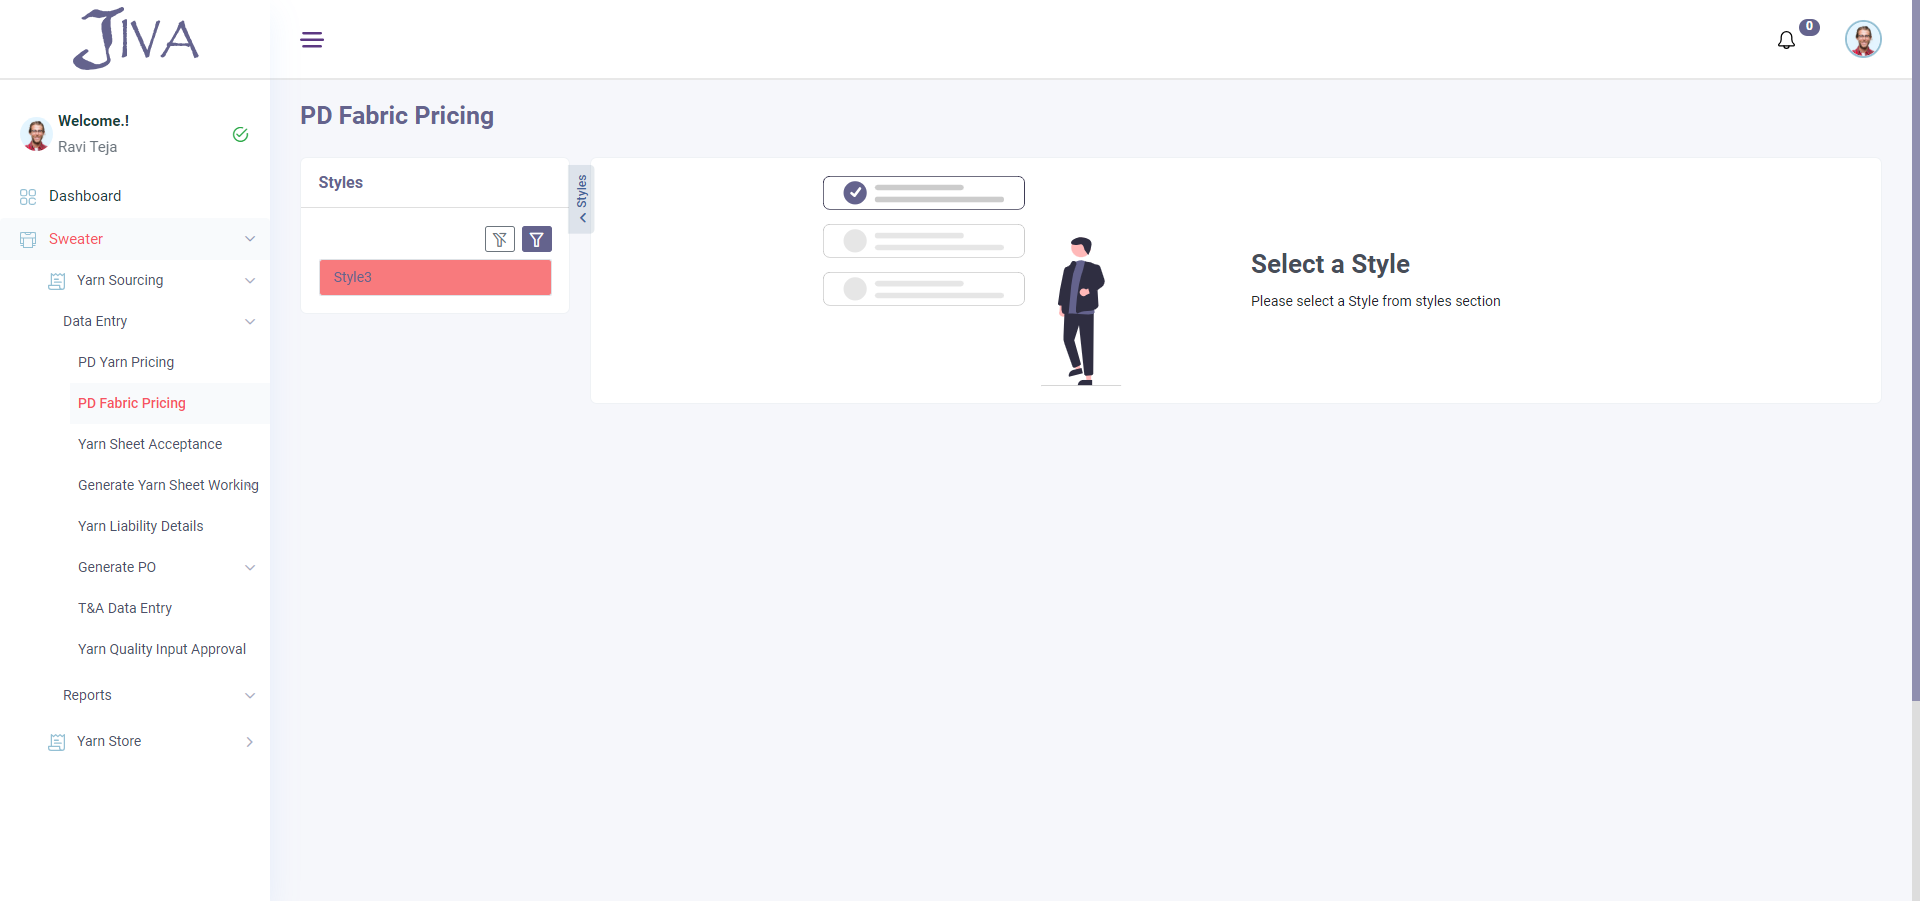 JIVA
0
Welcome.!
Ravi Teja
Dashboard
Sweater
Yarn Sourcing
Data Entry
PD Yarn Pricing
PD Fabric Pricing
Yarn Sheet Acceptance
Generate Yarn Sheet Working
Yarn Liability Details
Generate PO
T&A Data Entry
Yarn Quality Input Approval
Reports
Yarn Store
PD Fabric Pricing
Styles
Style3
Styles
Select a Style
Please select a Style from styles section